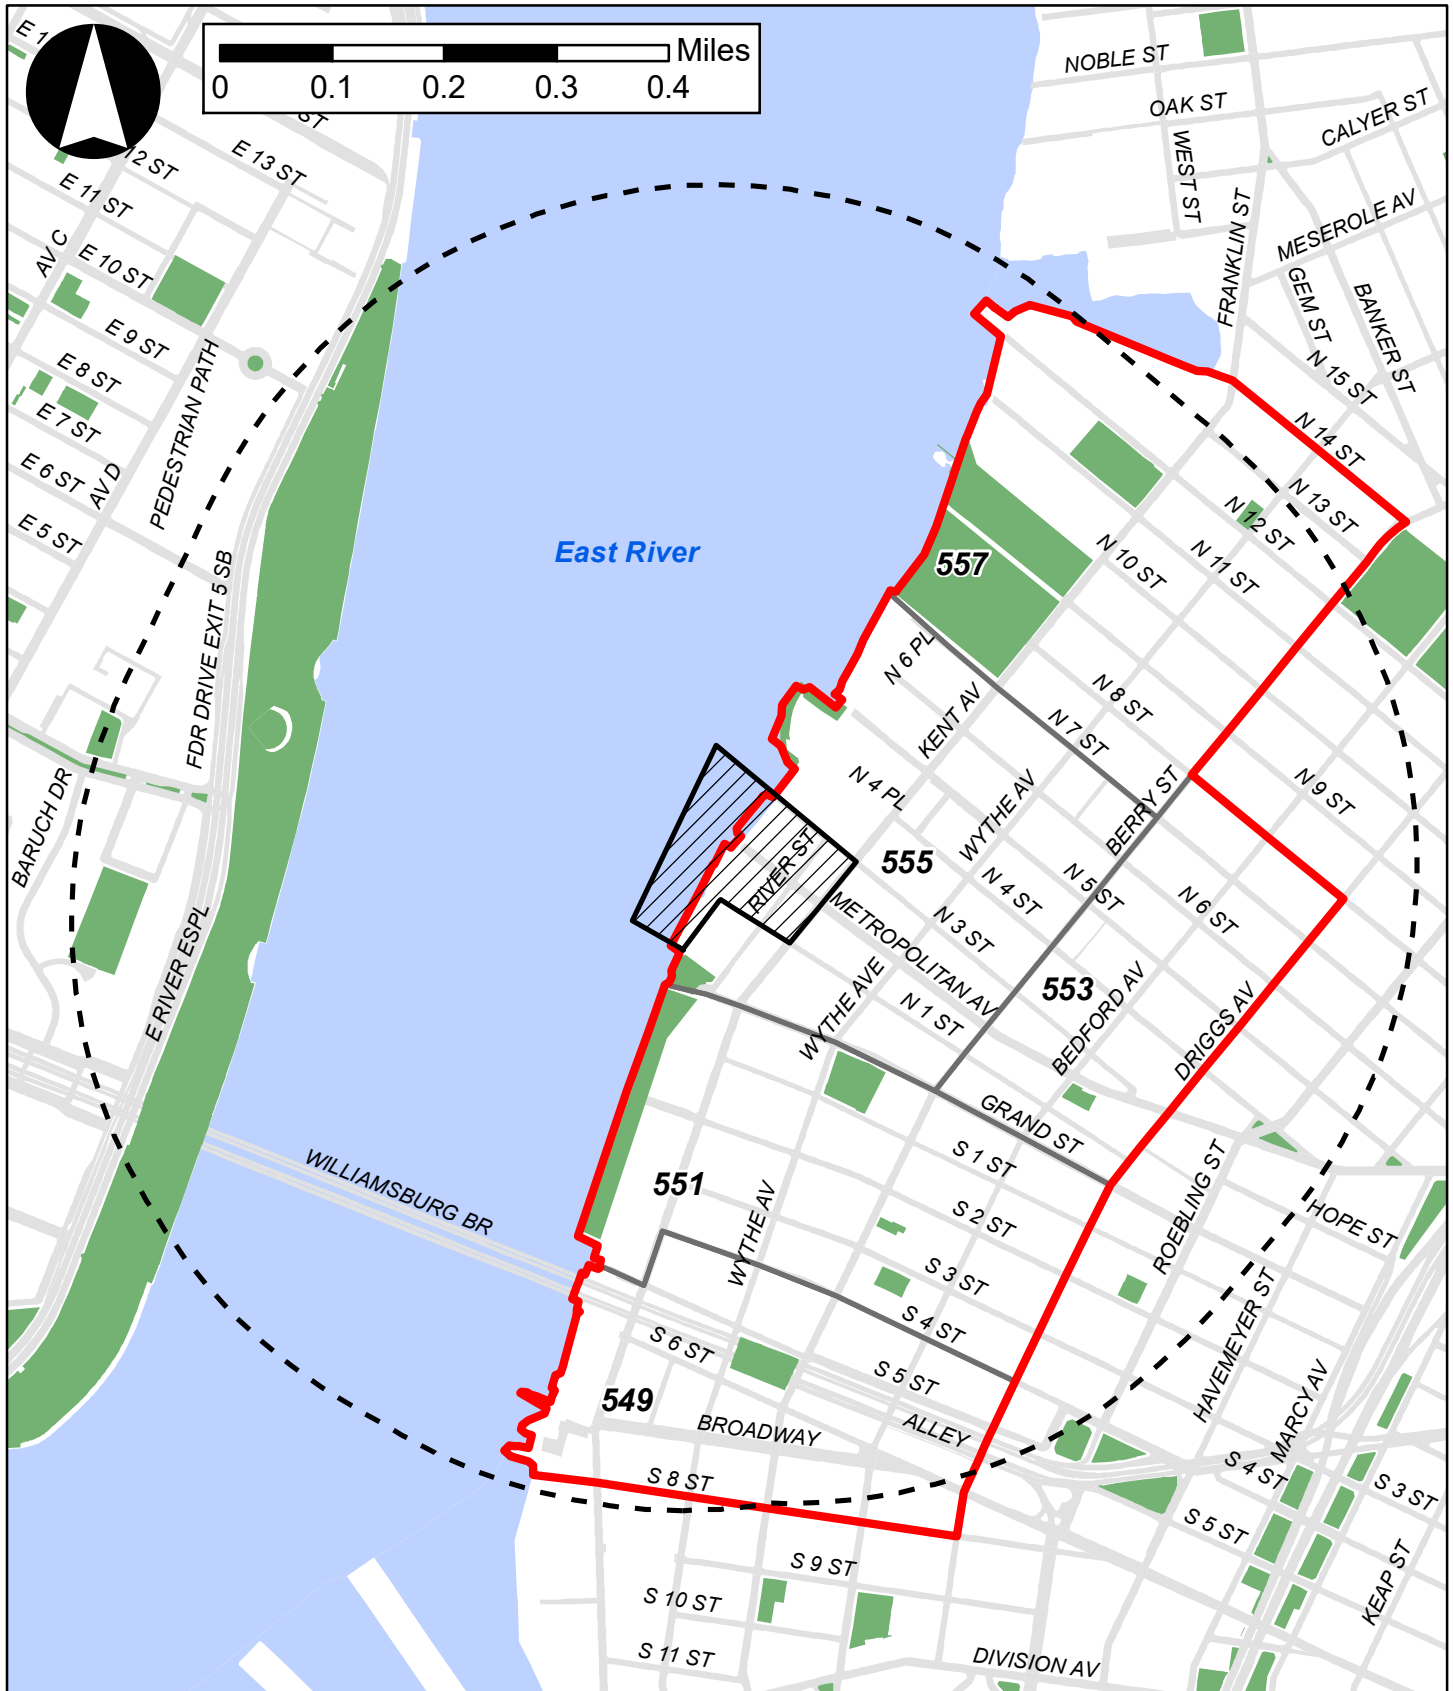 Miles
0 0.1 0.2 0.3 0.4
E 1
ST
12 ST
E 13 ST
E 11 ST
AV C
E 10 ST
E 9 ST
E 8 ST
E 7 ST
E 6 ST
AV D
E 5 ST
PEDESTRIAN PATH
FDR DRIVE EXIT 5 SB
BARUCH DR
E RIVER ESPL
East River
WILLIAMSBURG BR
NOBLE ST
OAK ST
CALYER ST
WEST ST
FRANKLIN ST
MESEROLE AV
GEM ST
BANKER ST
N 15 ST
N 14 ST
N 13 ST
N 12 ST
N 11 ST
N 10 ST
557
N 6 PL
KENT AV
N 8 ST
N 7 ST
N 9 ST
N 4 PL
WYTHE AV
BERRY ST
RIVER ST
555
N 5 ST
N 4 ST
N 6 ST
METROPOLITAN AV
N 3 ST
WYTHE AVE
N 1 ST
553
BEDFORD AV
DRIGGS AV
GRAND ST
S 1 ST
551
WYTHE AV
S 2 ST
ROEBLING ST
HOPE ST
S 3 ST
S 4 ST
HAVEMEYER ST
S 6 ST
S 5 ST
MARCY AV
549
BROADWAY
ALLEY
S 8 ST
S 4 ST
S 3 ST
S 5 ST
S 9 ST
KEAP ST
S 10 ST
S 11 ST
DIVISION AV